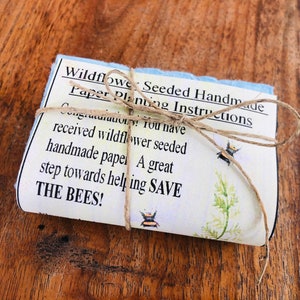 Wildflower Seeded Handmade
Paper Planting Instructions
Congratulations! You have
received wildflower seeded
handmade paper. A great
step towards helping SAVE
THE BEES!